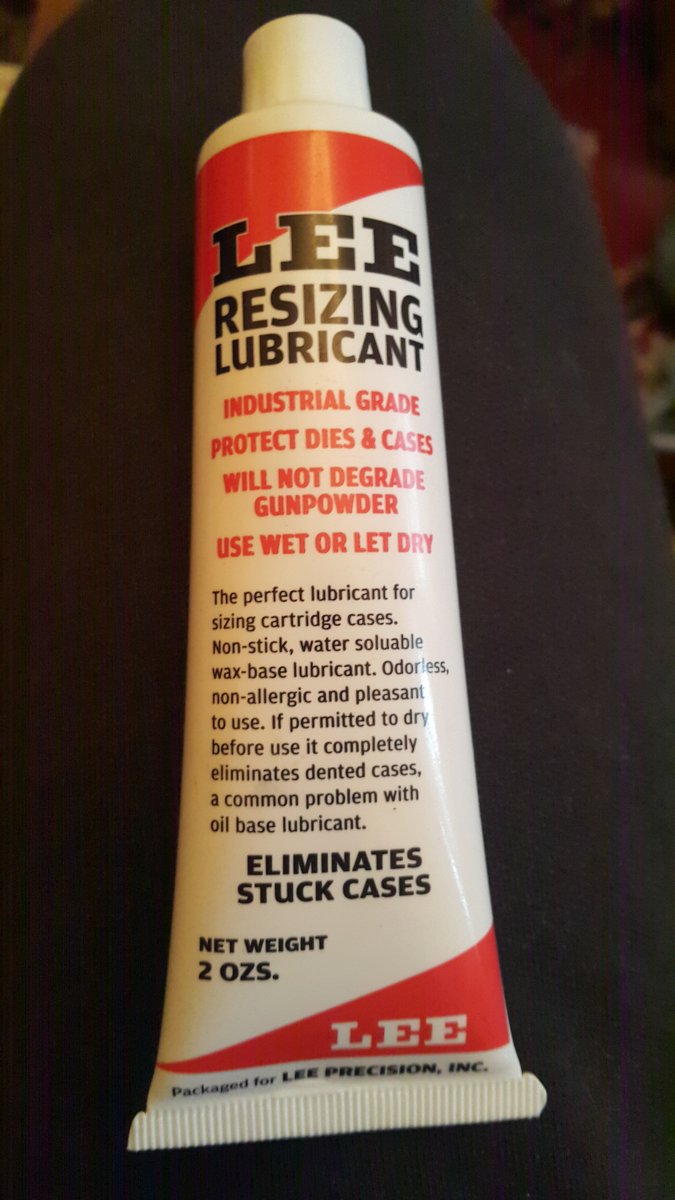 LEE
RESIZING
LUBRICANT
INDUSTRIAL GRADE
PROTECT DIES & CASES
WILL NOT DEGRADE
GUNPOWDER
USE WET OR LET DRY
The perfect lubricant for
sizing cartridge cases.
Non-stick, water soluable
wax-base lubricant. Odorless,
non-allergic and pleasant
to use. If permitted to dry
before use it completely
eliminates dented cases,
a common problem with
oil base lubricant.
ELIMINATES
STUCK CASES
NET WEIGHT
2 OZS.
LEE
Packaged for LEE PRECISION, INC.